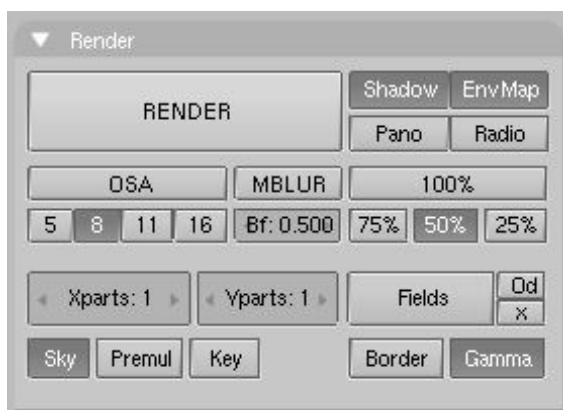 Render
RENDER Shadow EnvMap
Pano Radio
OSA MBLUR 100%
5 8 11 16 Bf: 0.500 75% 50% 25%
Xparts: 1 Yparts: 1 Fields Od
x
Sky Premul Key Border Gamma